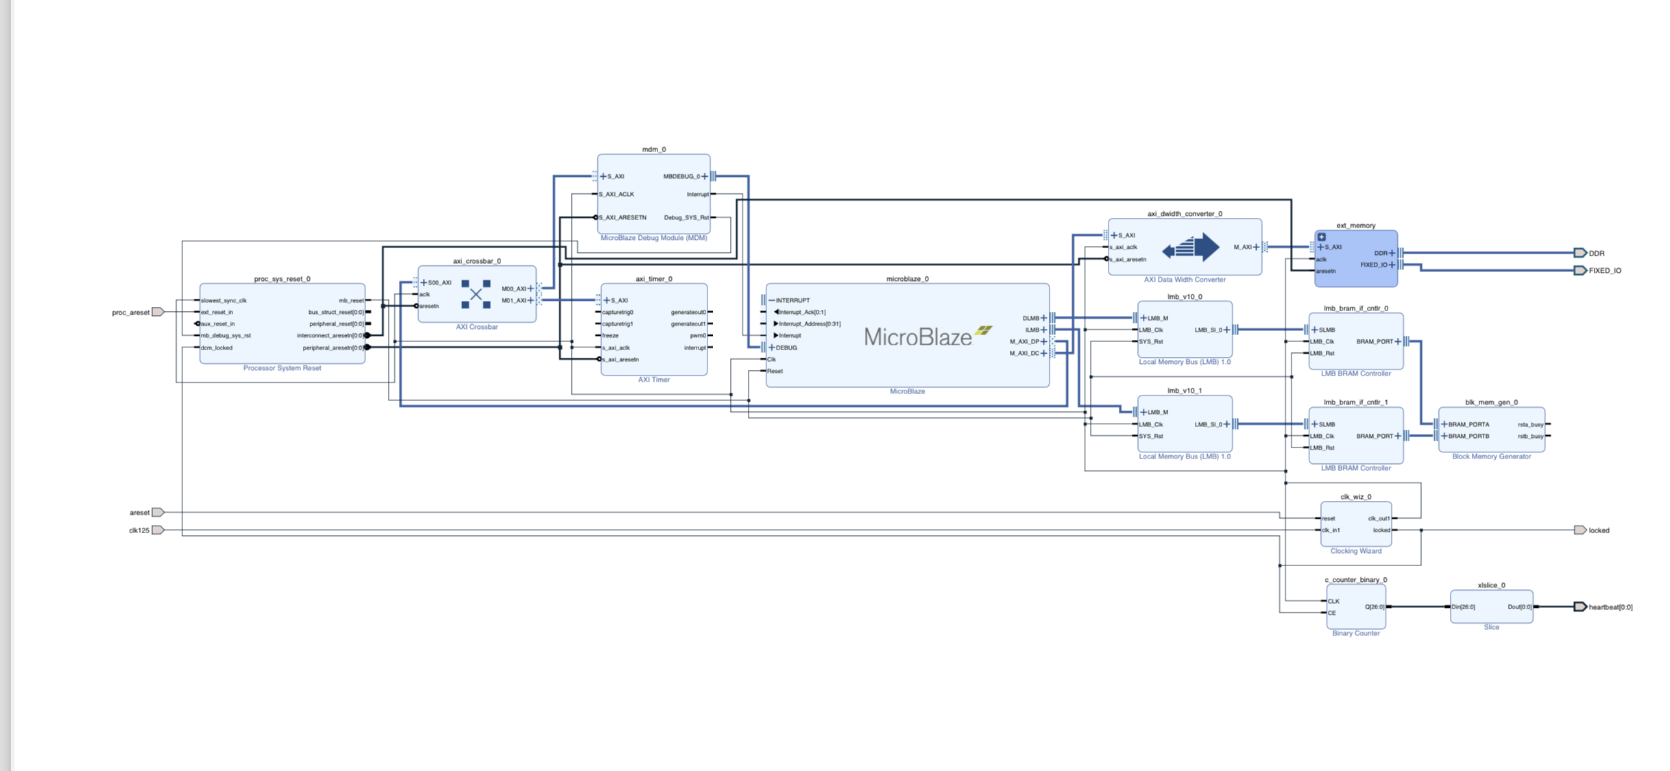 mdm_0
S_AXI
MBDEBUG_0
S_AXI_ACLK
Interrupt
S_AXI_ARESETN
Debug_SYS_Rst
MicroBlaze Debug Module (MDM)
proc_sys_reset_0
slowest_sync_clk
mb_reset
ext_reset_in
bus_struct_reset[0:0]
aux_reset_in
peripheral_reset[0:0]
mb_debug_sys_rst
interconnect_aresetn[0:0]
dcm_locked
peripheral_aresetn[0:0]
Processor System Reset
proc_areset
axi_crossbar_0
S00_AXI
M00_AXI
aclk
M01_AXI
aresetn
AXI Crossbar
axi_timer_0
S_AXI
capturetrig0
generateout0
capturetrig1
generateout1
freeze
pwm0
s_axi_aclk
interrupt
s_axi_aresetn
AXI Timer
microblaze_0
INTERRUPT
Interrupt_Ack[0:1]
Interrupt_Address[0:31]
Interrupt
DEBUG
Clk
Reset
MicroBlaze
DLMB
ILMB
M_AXI_DP
M_AXI_DC
MicroBlaze
axi_dwidth_converter_0
S_AXI
s_axi_aclk
M_AXI
s_axi_aresetn
AXI Data Width Converter
ext_memory
S_AXI
DDR
aclk
FIXED_IO
aresetn
DDR
FIXED_IO
lmb_v10_0
LMB_M
LMB_Clk
LMB_Sl_0
SYS_Rst
Local Memory Bus (LMB) 1.0
lmb_bram_if_cntlr_0
SLMB
LMB_Clk
BRAM_PORT
LMB_Rst
LMB BRAM Controller
lmb_v10_1
LMB_M
LMB_Clk
LMB_Sl_0
SYS_Rst
Local Memory Bus (LMB) 1.0
lmb_bram_if_cntlr_1
SLMB
LMB_Clk
BRAM_PORT
LMB_Rst
LMB BRAM Controller
blk_mem_gen_0
BRAM_PORTA
rsta_busy
BRAM_PORTB
rstb_busy
Block Memory Generator
areset
clk125
clk_wiz_0
reset
clk_out1
clk_in1
locked
Clocking Wizard
locked
c_counter_binary_0
CLK
Q[26:0]
CE
Binary Counter
xlslice_0
Din[26:0]
Dout[0:0]
Slice
heartbeat[0:0]